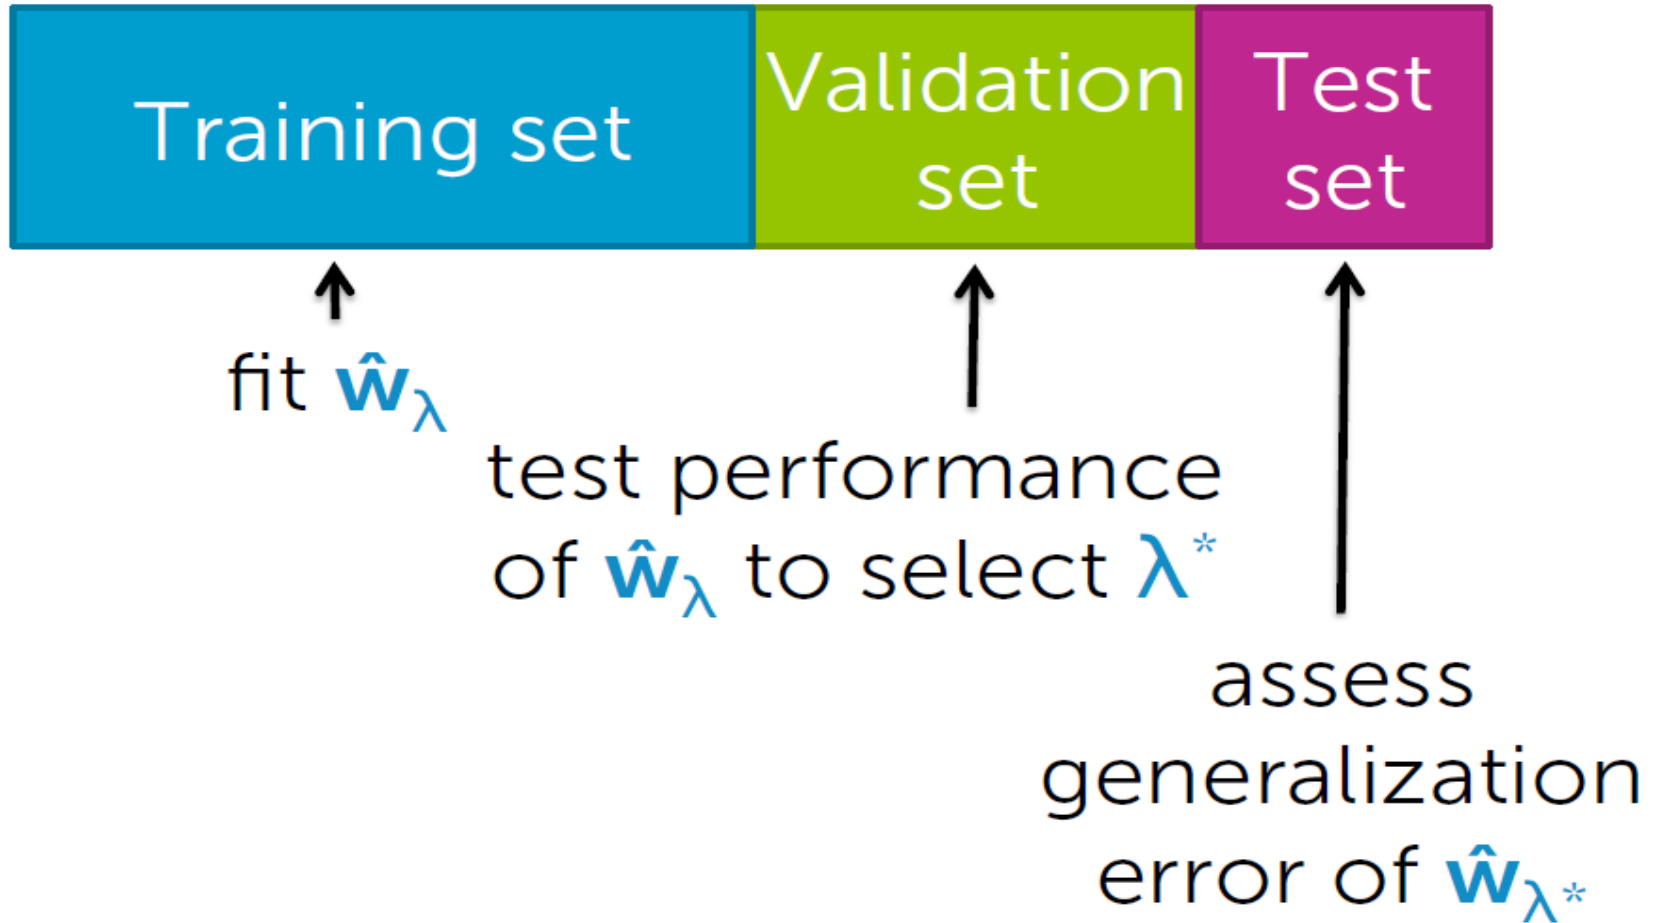 Training set
Validation
set
Test
set
fit ŵλ
test performance
of ŵλ to select λ*
assess
generalization
error of ŵλ*